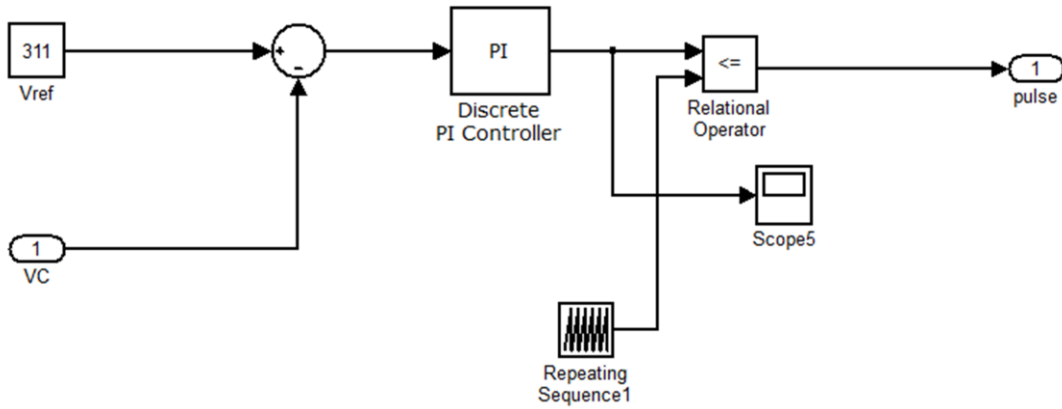 311
Vref
+
-
PI
Discrete
PI Controller
<=
Relational
Operator
1
pulse
Scope5
1
VC
Repeating
Sequence1